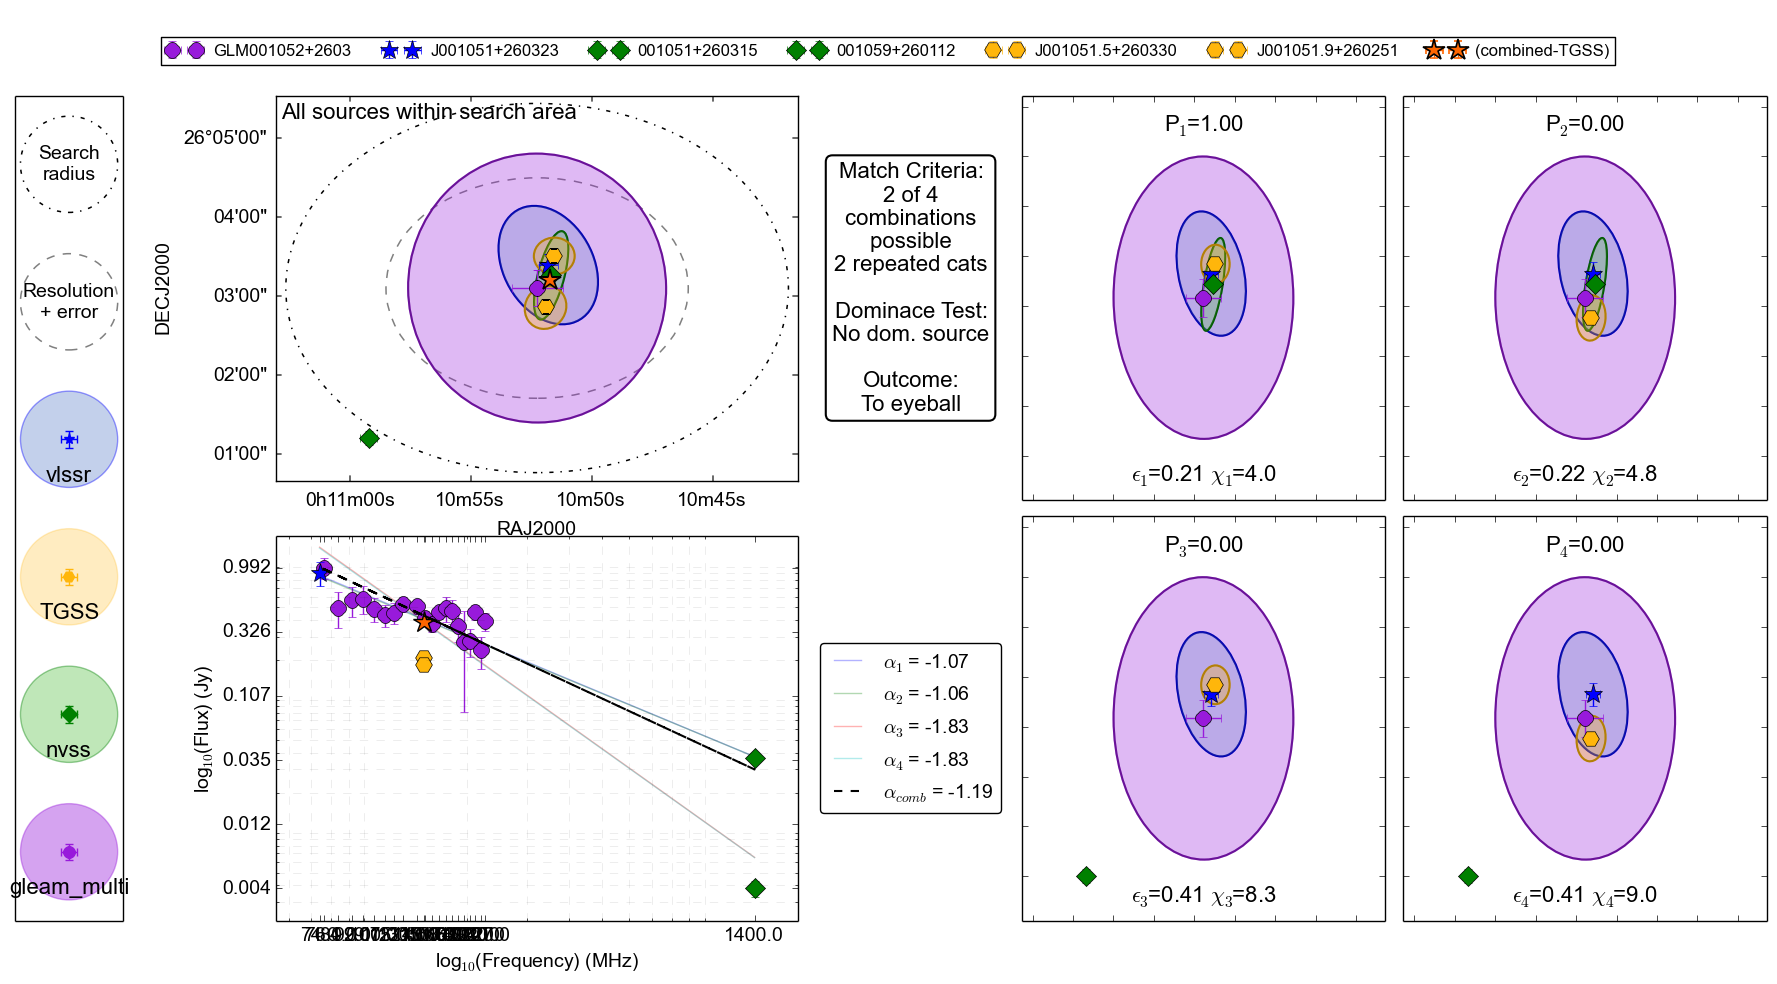 GLM001052+2603 J001051+260323 001051+260315 001059+260112 J001051.5+260330 J001051.9+260251 (combined-TGSS)
Search
radius
Resolution
+ error
vlssr
TGSS
nvss
gleam_multi
All sources within search area
DECJ2000
26°05'00"
04'00"
03'00"
02'00"
01'00"
0h11m00s 10m55s 10m50s 10m45s
RAJ2000
Match Criteria:
2 of 4
combinations
possible
2 repeated cats
Dominace Test:
No dom. source
Outcome:
To eyeball
P1=1.00
ϵ1=0.21 χ1=4.0
P2=0.00
ϵ2=0.22 χ2=4.8
log10(Flux) (Jy)
0.992
0.326
0.107
0.035
0.012
0.004
1400.0
log10(Frequency) (MHz)
α1 = -1.07
α2 = -1.06
α3 = -1.83
α4 = -1.83
αcomb = -1.19
P3=0.00
ϵ3=0.41 χ3=8.3
P4=0.00
ϵ4=0.41 χ4=9.0